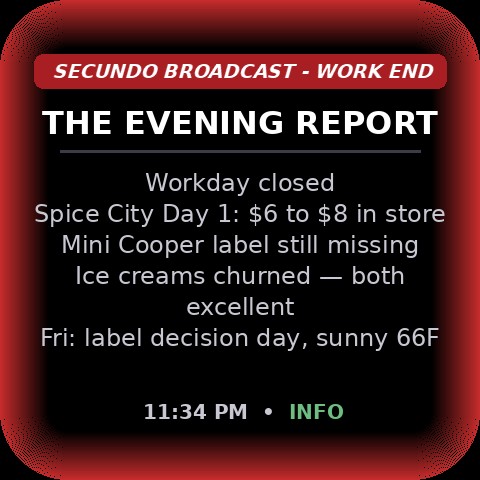 SECUNDO BROADCAST - WORK END
THE EVENING REPORT
Workday closed
Spice City Day 1: $6 to $8 in store
Mini Cooper label still missing
Ice creams churned — both
excellent
Fri: label decision day, sunny 66F
11:34 PM • INFO